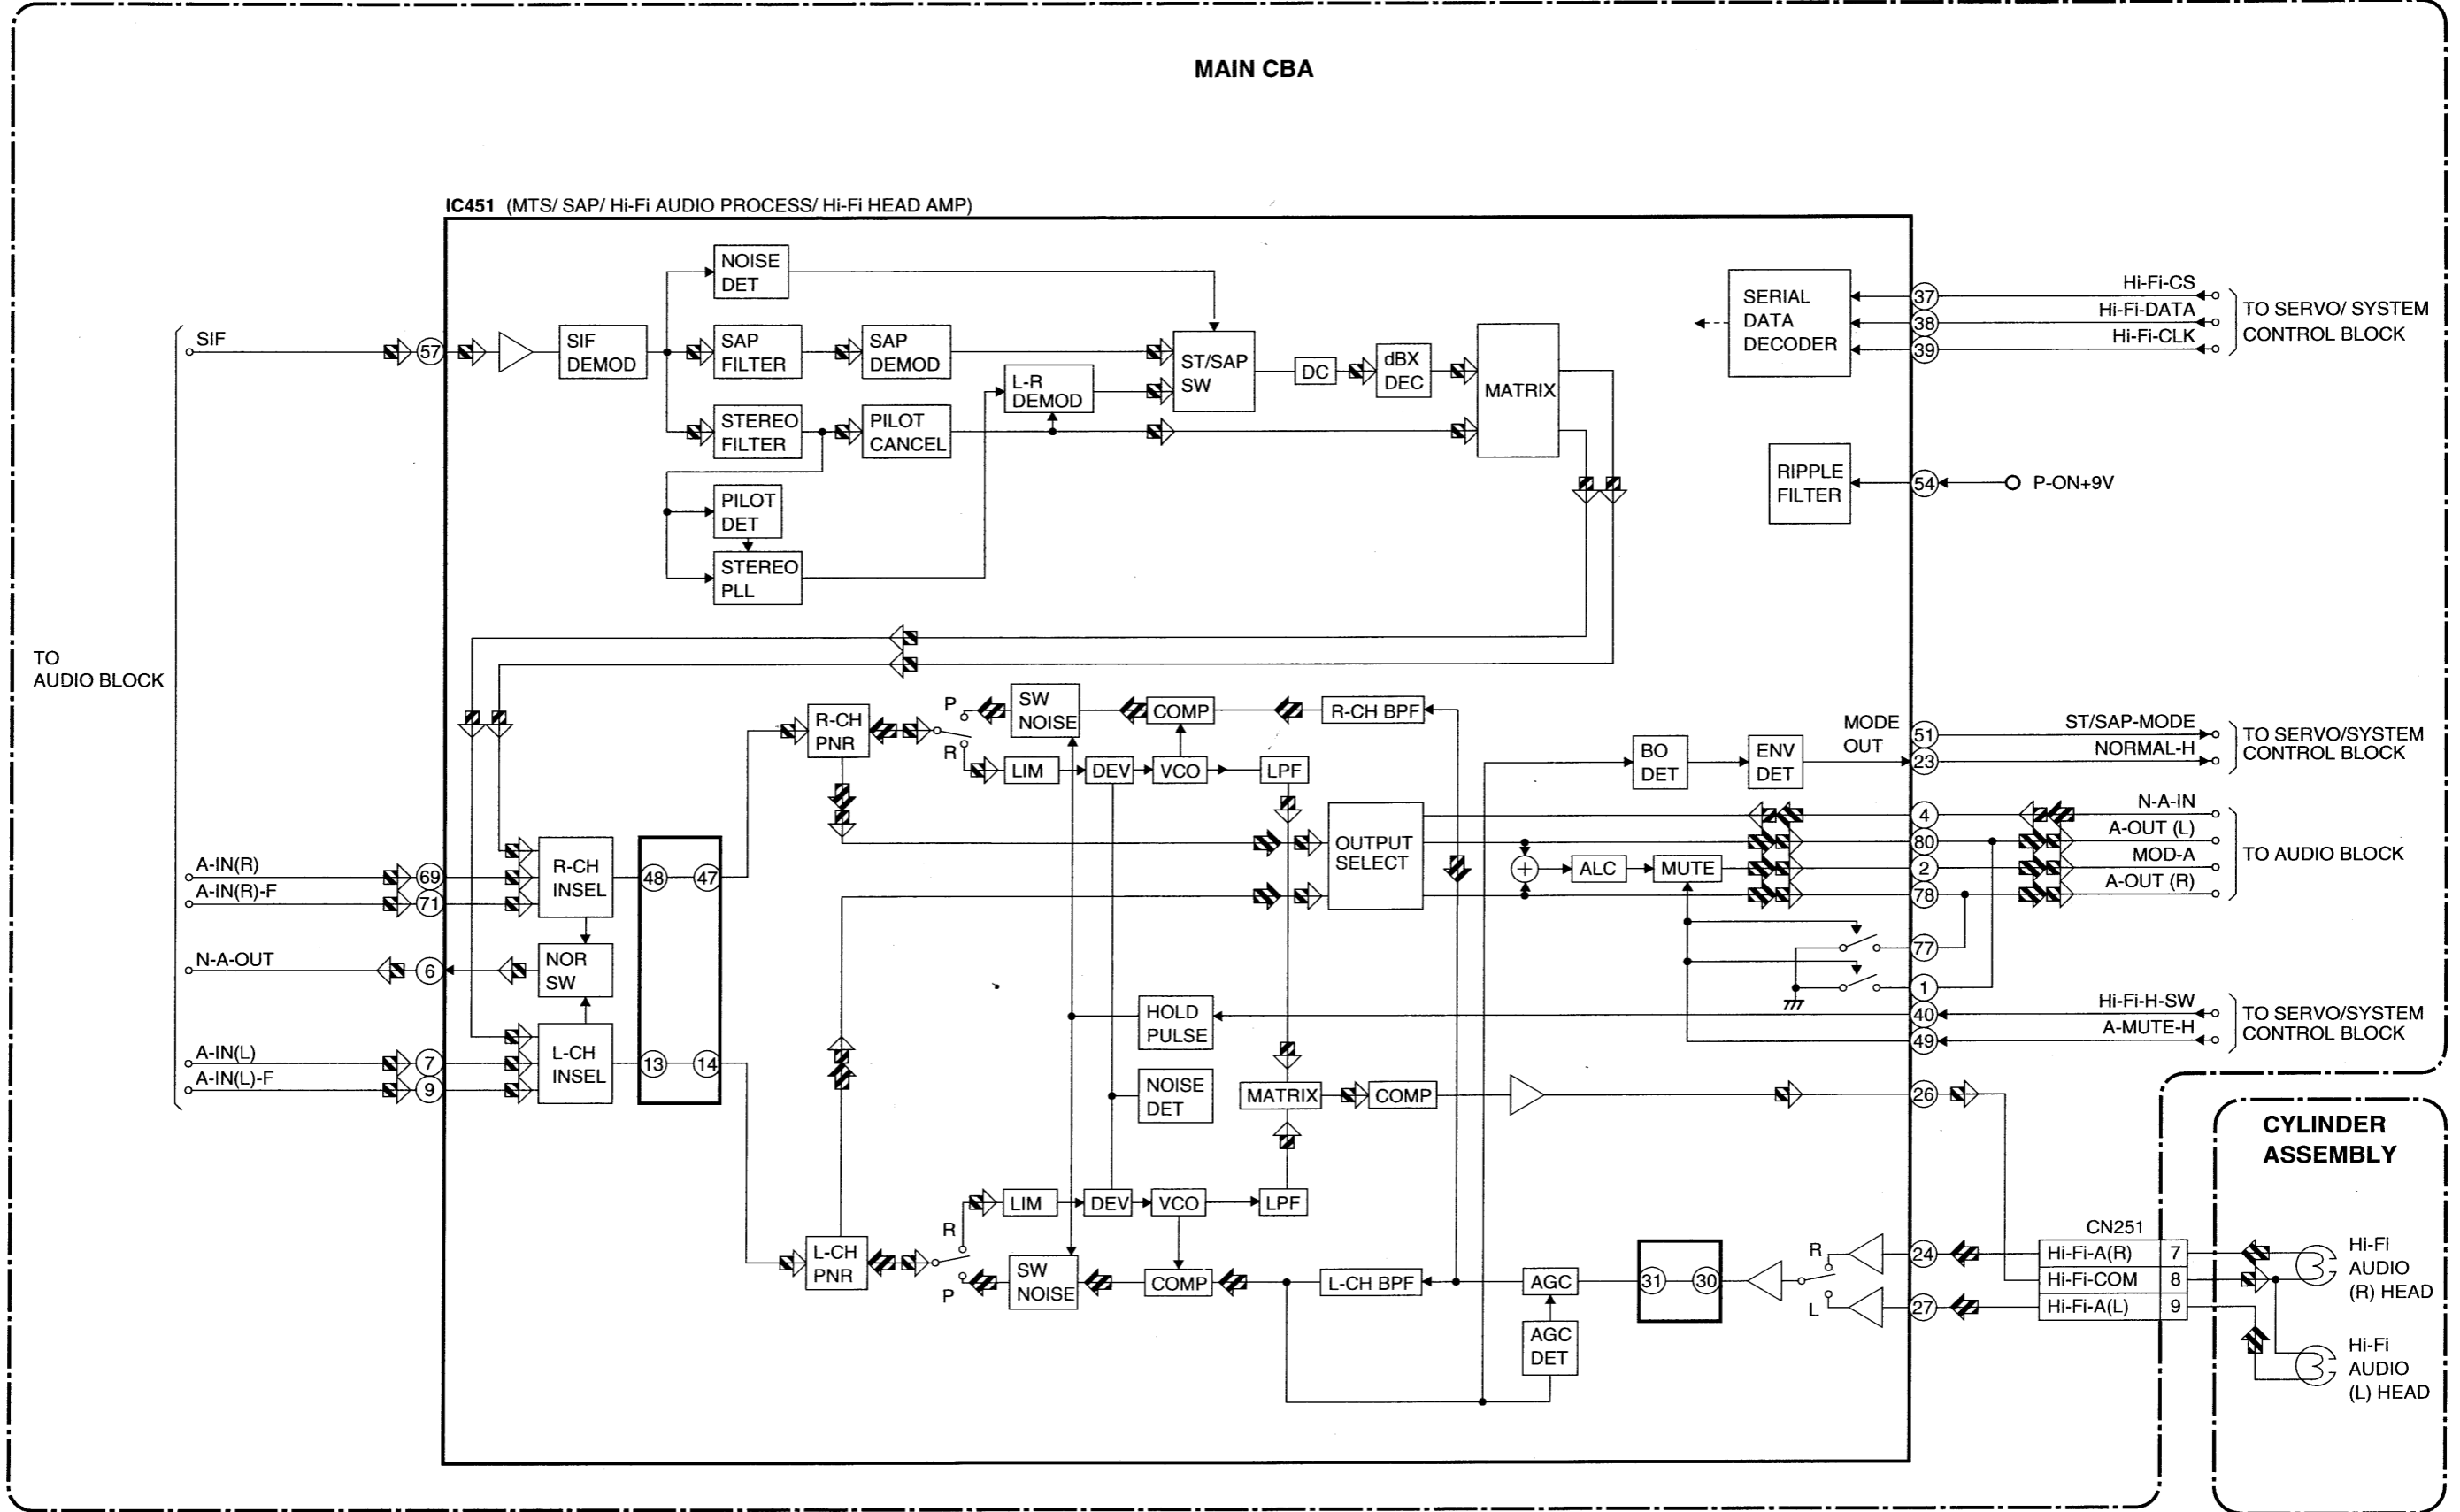 MAIN CBA
IC451 (MTS/ SAP/ Hi-Fi AUDIO PROCESS/ Hi-Fi HEAD AMP)
TO
AUDIO BLOCK
SIF
57
SIF
DEMOD
NOISE
DET
SAP
FILTER
SAP
DEMOD
STEREO
FILTER
PILOT
CANCEL
L-R
DEMOD
PILOT
DET
STEREO
PLL
ST/SAP
SW
DC
dBX
DEC
MATRIX
SERIAL
DATA
DECODER
37
38
39
Hi-Fi-CS
Hi-Fi-DATA
Hi-Fi-CLK
TO SERVO/ SYSTEM
CONTROL BLOCK
RIPPLE
FILTER
54
P-ON+9V
A-IN(R)
69
A-IN(R)-F
71
N-A-OUT
6
A-IN(L)
7
A-IN(L)-F
9
R-CH
INSEL
NOR
SW
L-CH
INSEL
48
47
13
14
R-CH
PNR
P
R
SW
NOISE
COMP
R-CH BPF
LIM
DEV
VCO
LPF
OUTPUT
SELECT
BO
DET
ENV
DET
MODE
OUT
51
23
ST/SAP-MODE
NORMAL-H
TO SERVO/SYSTEM
CONTROL BLOCK
ALC
MUTE
4
80
2
78
77
1
40
49
N-A-IN
A-OUT (L)
MOD-A
A-OUT (R)
TO AUDIO BLOCK
Hi-Fi-H-SW
A-MUTE-H
TO SERVO/SYSTEM
CONTROL BLOCK
HOLD
PULSE
NOISE
DET
MATRIX
COMP
26
L-CH
PNR
R
P
LIM
DEV
VCO
LPF
SW
NOISE
COMP
L-CH BPF
AGC
AGC
DET
31
30
R
L
24
27
CN251
Hi-Fi-A(R) 7
Hi-Fi-COM 8
Hi-Fi-A(L) 9
CYLINDER
ASSEMBLY
Hi-Fi
AUDIO
(R) HEAD
Hi-Fi
AUDIO
(L) HEAD